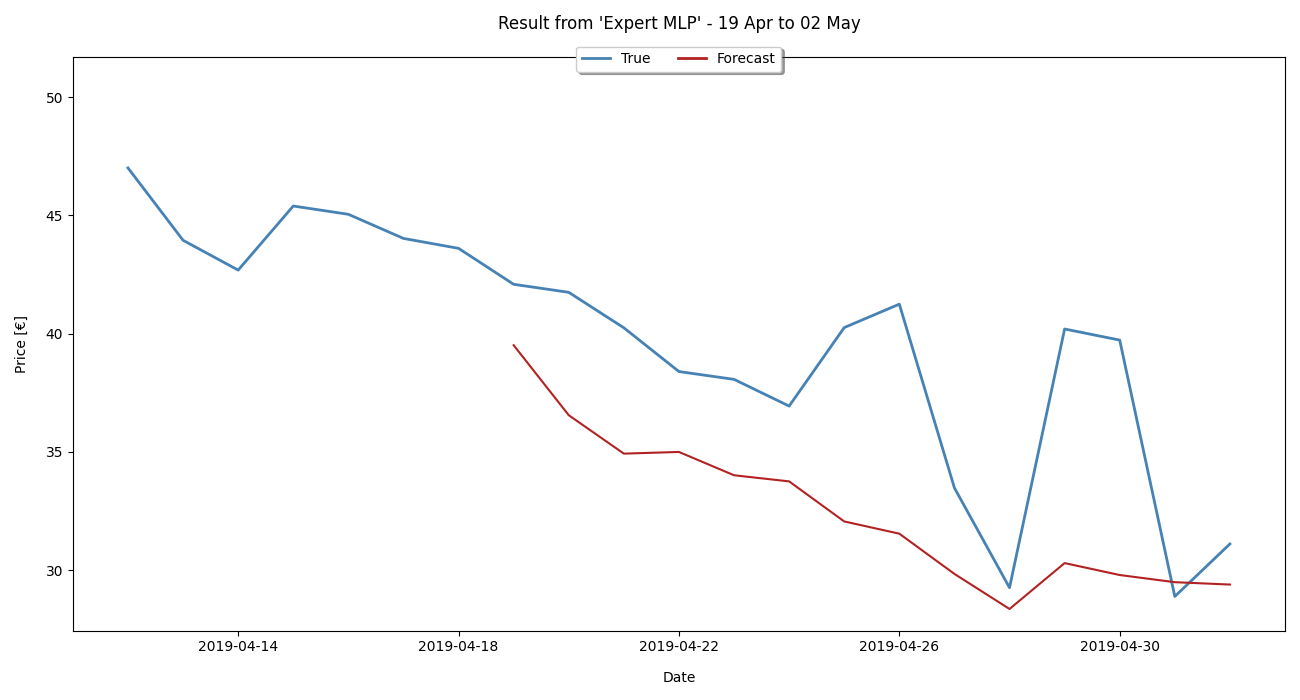 Result from 'Expert MLP' - 19 Apr to 02 May
True Forecast
50
45
40
35
30
Price [€]
2019-04-14 2019-04-18 2019-04-22 2019-04-26 2019-04-30
Date